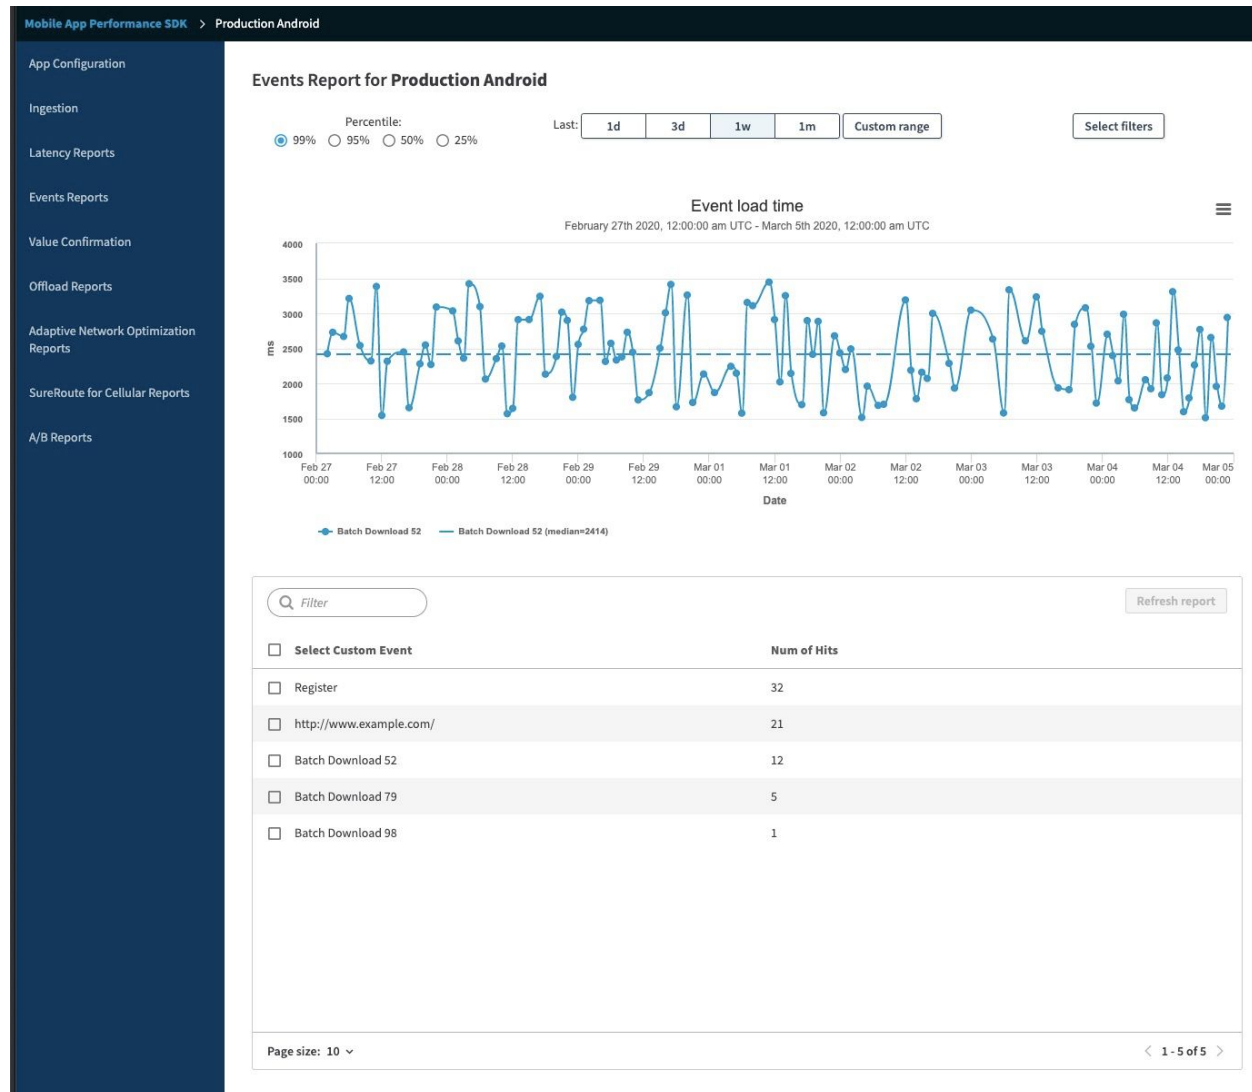 Mobile App Performance SDK > Production Android
App Configuration
Ingestion
Latency Reports
Events Reports
Value Confirmation
Offload Reports
Adaptive Network Optimization
Reports
SureRoute for Cellular Reports
A/B Reports
Events Report for Production Android
Percentile:
99% 95% 50% 25%
Last: 1d 3d 1w 1m Custom range
Select filters
Event load time
February 27th 2020, 12:00:00 am UTC - March 5th 2020, 12:00:00 am UTC
ms
4000
3500
3000
2500
2000
1500
1000
Feb 27 Feb 27 Feb 28 Feb 28 Feb 29 Feb 29 Mar 01 Mar 01 Mar 02 Mar 02 Mar 03 Mar 03 Mar 04 Mar 04 Mar 05
00:00 12:00 00:00 12:00 00:00 12:00 00:00 12:00 00:00 12:00 00:00 12:00 00:00 12:00 00:00
Date
Batch Download 52 Batch Download 52 (median=2414)
Filter
Refresh report
Select Custom Event Num of Hits
Register 32
http://www.example.com/ 21
Batch Download 52 12
Batch Download 79 5
Batch Download 98 1
Page size: 10
< 1 - 5 of 5 >